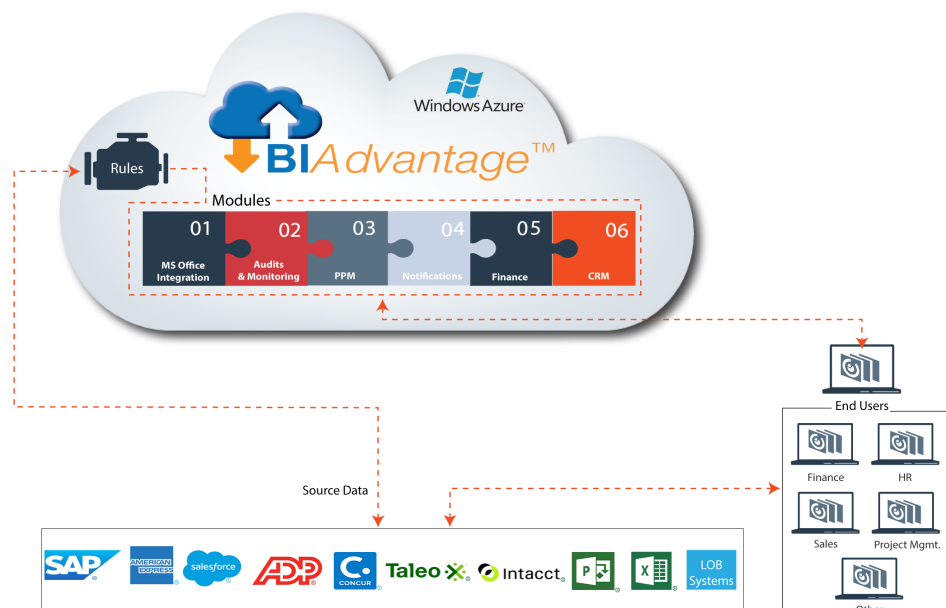 Windows Azure
BIAdvantage™
Rules
Modules
01
02
03
04
05
06
MS Office
Integration
Audits
& Monitoring
PPM
Notifications
Finance
CRM
End Users
Finance
HR
Sales
Project Mgmt.
Other
Source Data
SAP
AMERICAN
EXPRESS
salesforce
ADP
C.
CONCUR
Taleo
Intacct
P
X
LOB
Systems